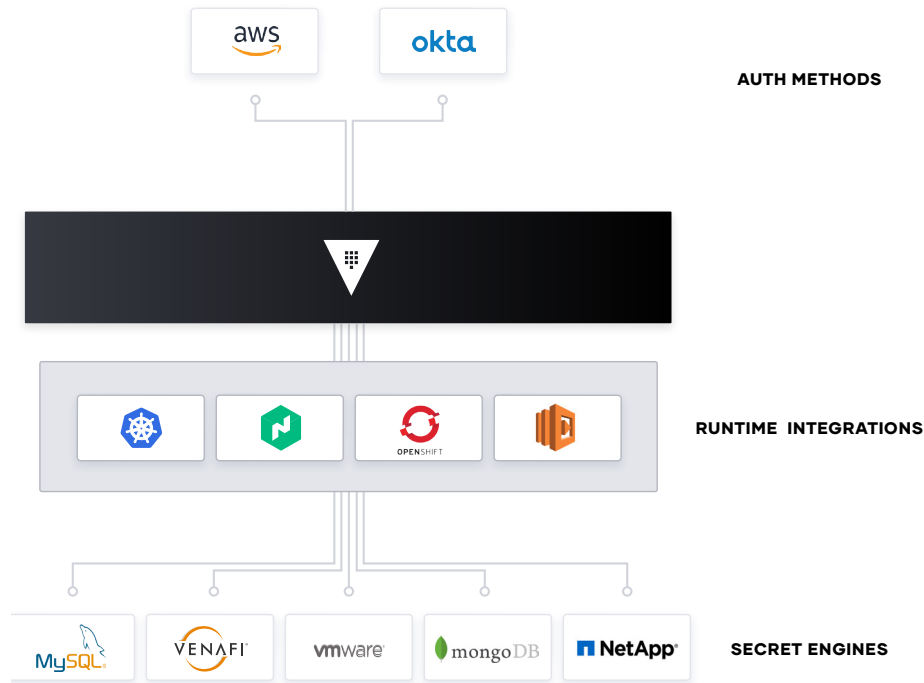 aws
okta
AUTH METHODS
OPENSHIFT
RUNTIME INTEGRATIONS
MySQL
VENAFI
vmware
mongoDB
NetApp
SECRET ENGINES